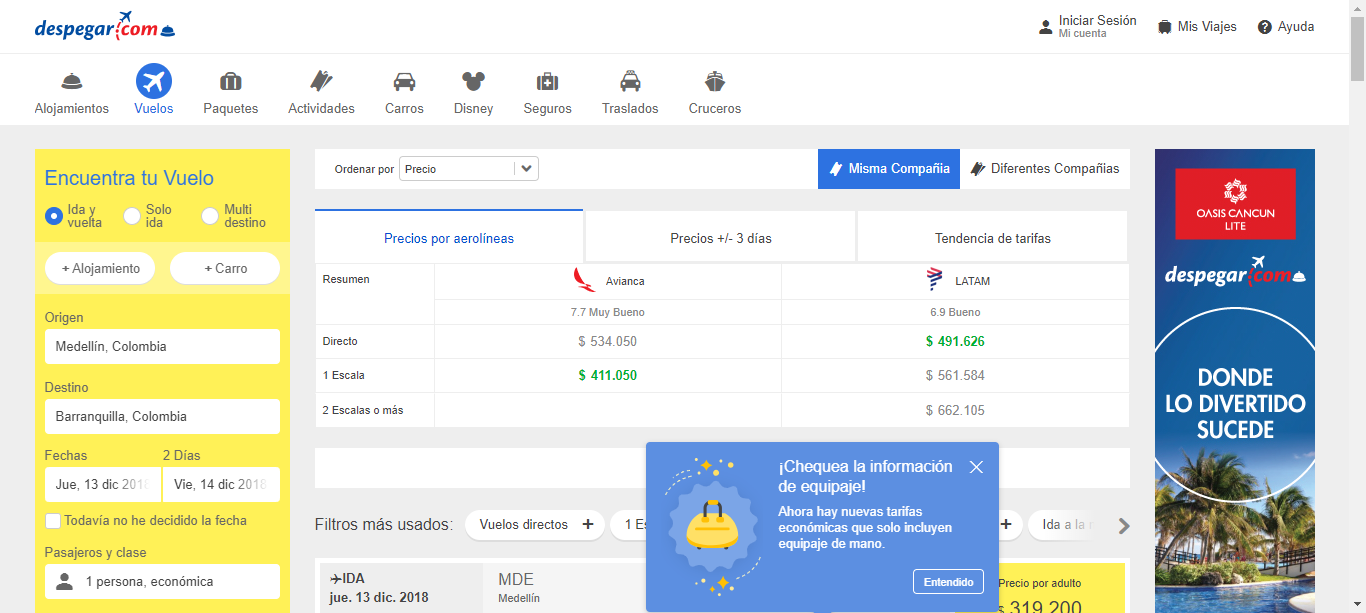 despegar.com
Iniciar Sesión
Mi cuenta
Mis Viajes
Ayuda
Alojamientos
Vuelos
Paquetes
Actividades
Carros
Disney
Seguros
Traslados
Cruceros
Encuentra tu Vuelo
Ida y
vuelta
Solo
ida
Multi
destino
+ Alojamiento
+ Carro
Origen
Medellín, Colombia
Destino
Barranquilla, Colombia
Fechas
2 Días
Jue, 13 dic 2018
Vie, 14 dic 2018
Todavía no he decidido la fecha
Pasajeros y clase
1 persona, económica
Ordenar por
Precio
Misma Compañia
Diferentes Compañias
Precios por aerolíneas
Precios +/- 3 días
Tendencia de tarifas
Resumen
Avianca
LATAM
7.7 Muy Bueno
6.9 Bueno
Directo
$ 534.050
$ 491.626
1 Escala
$ 411.050
$ 561.584
2 Escalas o más
$ 662.105
¡Chequea la información
de equipaje!
Ahora hay nuevas tarifas
económicas que solo incluyen
equipaje de mano.
Entendido
Filtros más usados:
Vuelos directos +
+
IDA
jue. 13 dic. 2018
MDE
Medellín
Precio por adulto
$ 319.200
OASIS CANCUN
LITE
despegar.com
DONDE
LO DIVERTIDO
SUCEDE